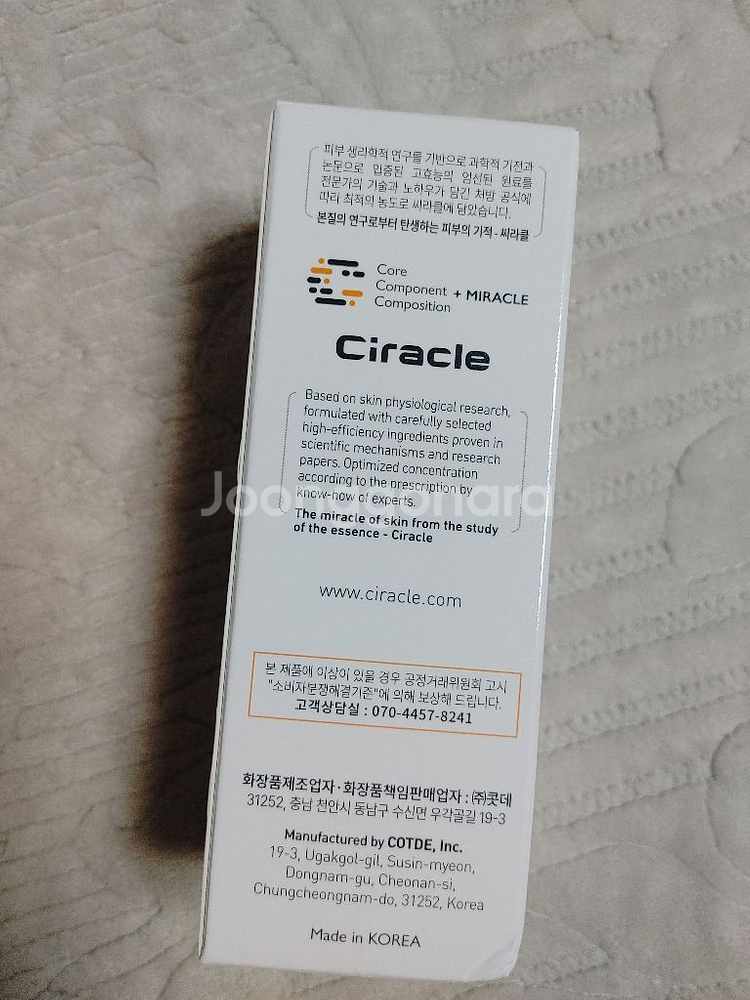 피부 생리학적 연구를 기반으로 과학적 기전과
논문으로 입증된 고효능의 엄선된 원료를
전문가의 기술과 노하우가 담긴 처방 공식에
따라 최적의 농도로 씨라클에 담았습니다.
본질의 연구로부터 탄생하는 피부의 기적 - 씨라클
Core
Component + MIRACLE
Composition
Ciracle
Based on skin physiological research,
formulated with carefully selected
high-efficiency ingredients proven in
scientific mechanisms and research
papers. Optimized concentration
according to the prescription by
know-how of experts.
Joonggonara
The miracle of skin from the study
of the essence - Ciracle
www.ciracle.com
본 제품에 이상이 있을 경우 공정거래위원회 고시
"소비자분쟁해결기준"에 의해 보상해 드립니다.
고객상담실 : 070-4457-8241
화장품제조업자·화장품책임판매업자 : ㈜콧데
31252, 충남 천안시 동남구 수신면 우각골길 19-3
Manufactured by COTDE, Inc.
19-3, Ugakgol-gil, Susin-myeon,
Dongnam-gu, Cheonan-si,
Chungcheongnam-do, 31252, Korea
Made in KOREA